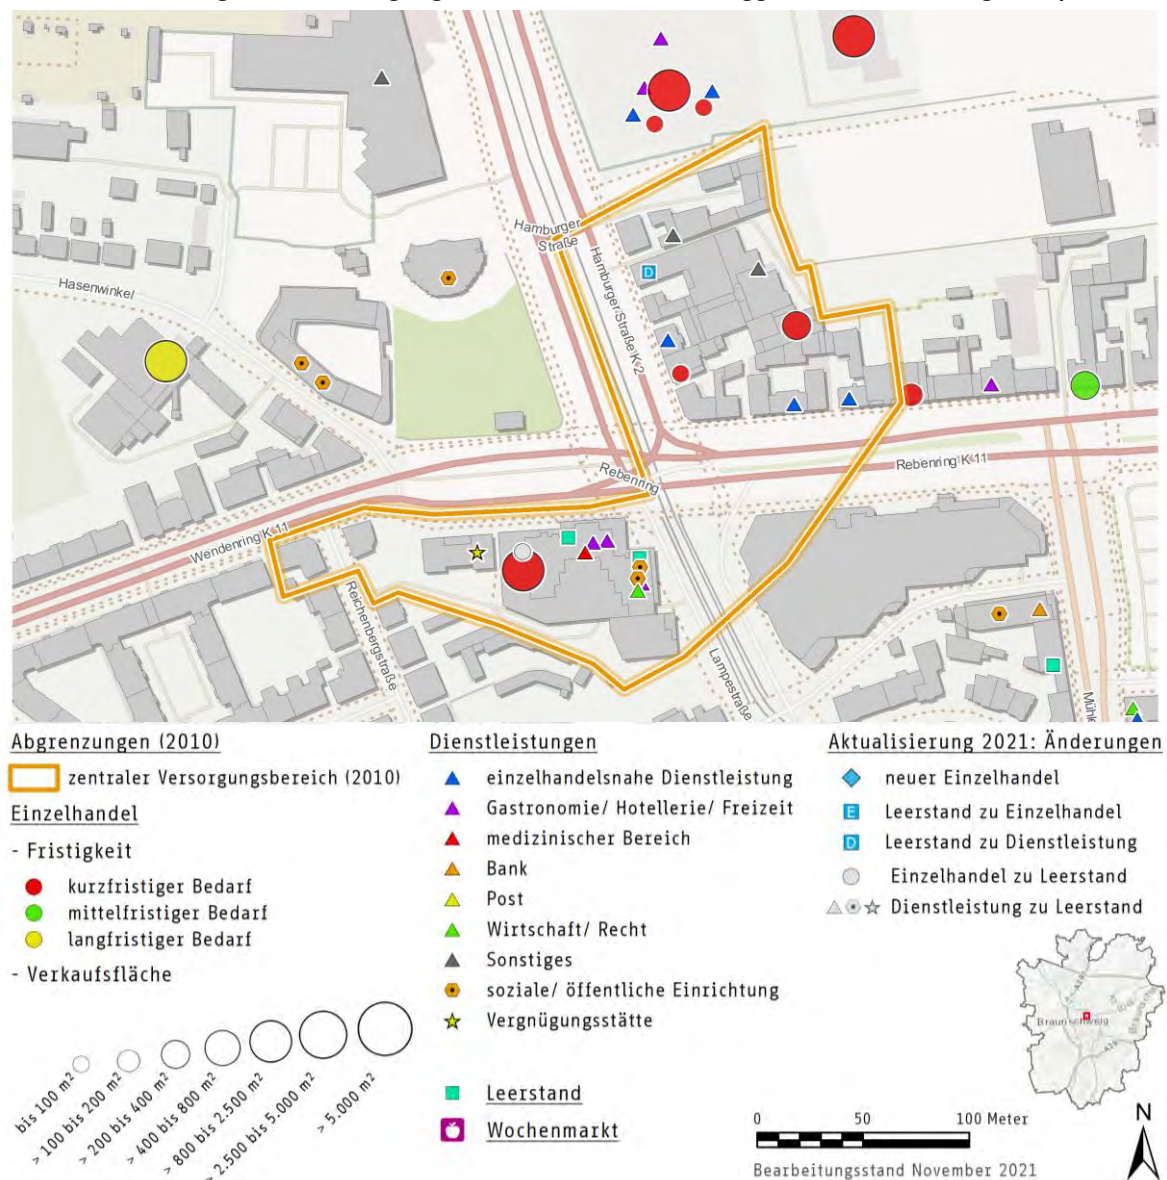 Hamburger
Straße
Hamburger Straße K 2
Hasenwinkel
Rebenring
Rebenring K 11
Wendenring K 11
Reichenbergstraße
Lampestraße
Mühle
D
Abgrenzungen (2010)
zentraler Versorgungsbereich (2010)
Einzelhandel
- Fristigkeit
kurzfristiger Bedarf
mittelfristiger Bedarf
langfristiger Bedarf
- Verkaufsfläche
bis 100 m²
> 100 bis 200 m²
> 200 bis 400 m²
> 400 bis 800 m²
> 800 bis 2.500 m²
> 2.500 bis 5.000 m²
> 5.000 m²
Dienstleistungen
einzelhandelsnahe Dienstleistung
Gastronomie/ Hotellerie/ Freizeit
medizinischer Bereich
Bank
Post
Wirtschaft/ Recht
Sonstiges
soziale/ öffentliche Einrichtung
Vergnügungsstätte
Leerstand
Wochenmarkt
Aktualisierung 2021: Änderungen
neuer Einzelhandel
E Leerstand zu Einzelhandel
D Leerstand zu Dienstleistung
Einzelhandel zu Leerstand
Dienstleistung zu Leerstand
Braunschweig
0 50 100 Meter
N
Bearbeitungsstand November 2021